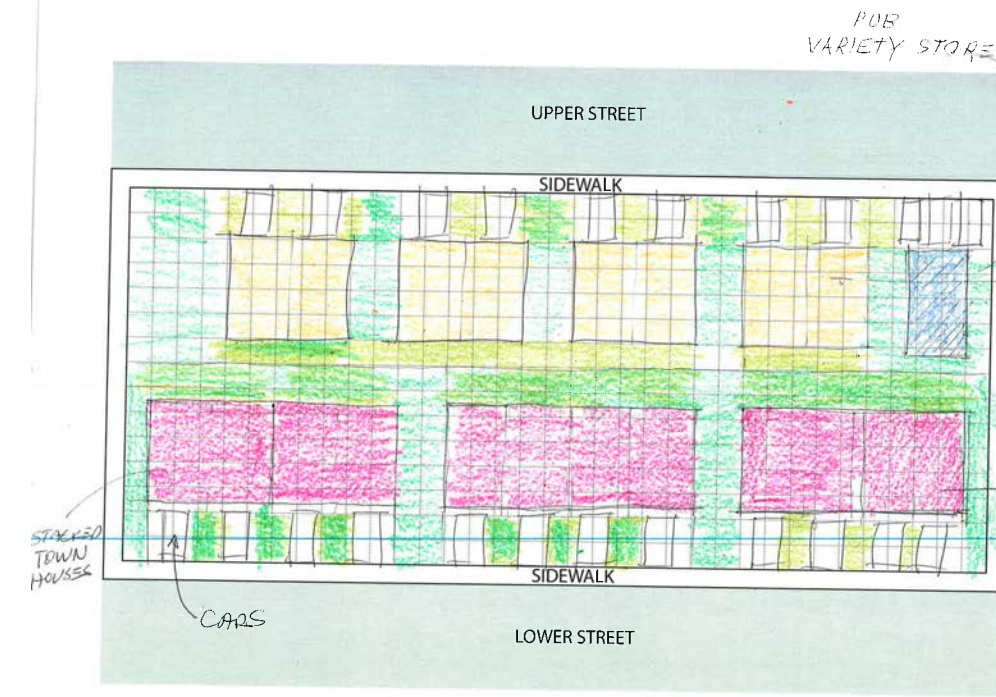 PUB
VARIETY STORE
UPPER STREET
SIDEWALK
STACKED
TOWN
HOUSES
SIDEWALK
CARS
LOWER STREET